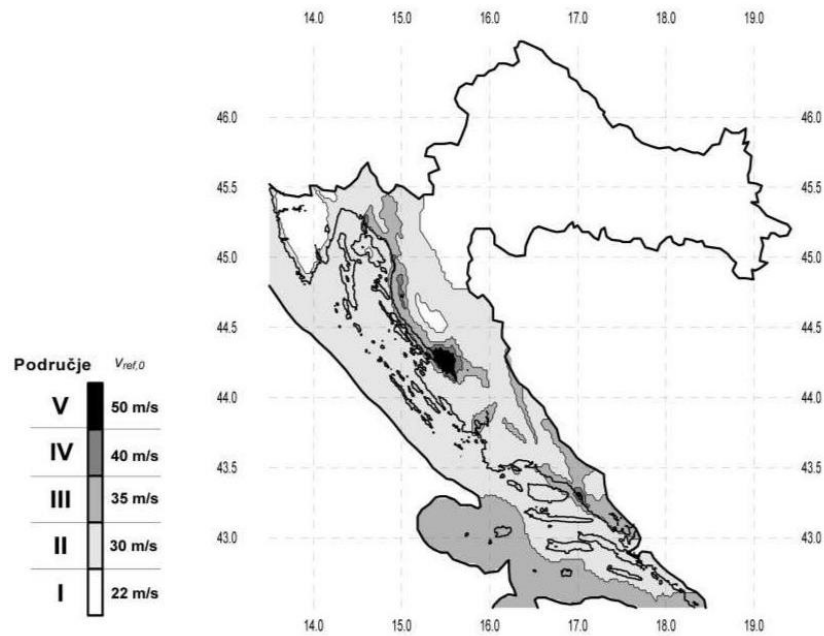 14.0 15.0 16.0 17.0 18.0 19.0
46.0 46.0
45.5 45.5
45.0 45.0
44.5 44.5
44.0 44.0
43.5 43.5
43.0 43.0
14.0 15.0 16.0 17.0 18.0 19.0
Područje Vref,0
V 50 m/s
IV 40 m/s
III 35 m/s
II 30 m/s
I 22 m/s